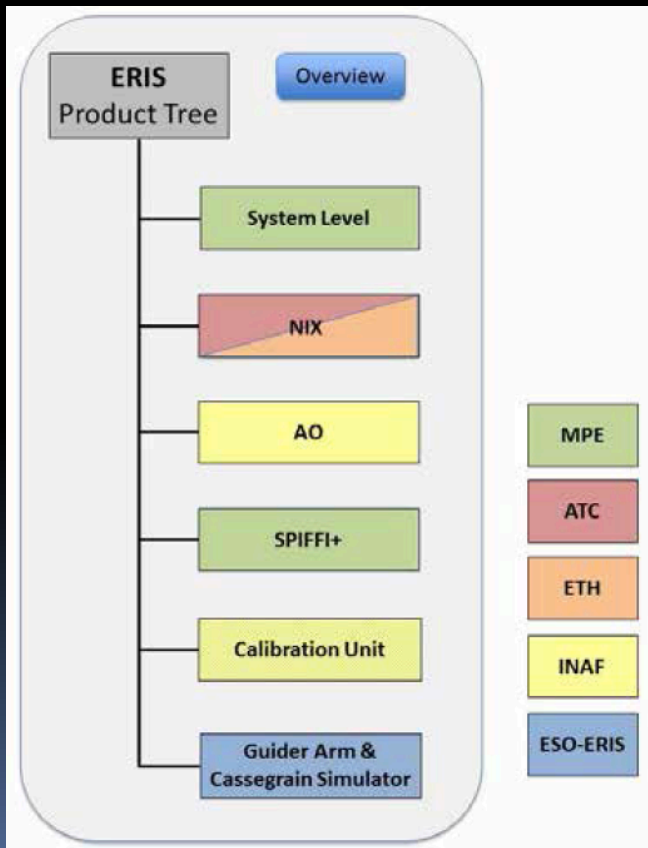 ERIS
Product Tree
Overview
System Level
NIX
AO
SPIFFI+
Calibration Unit
Guider Arm &
Cassegrain Simulator
MPE
ATC
ETH
INAF
ESO-ERIS